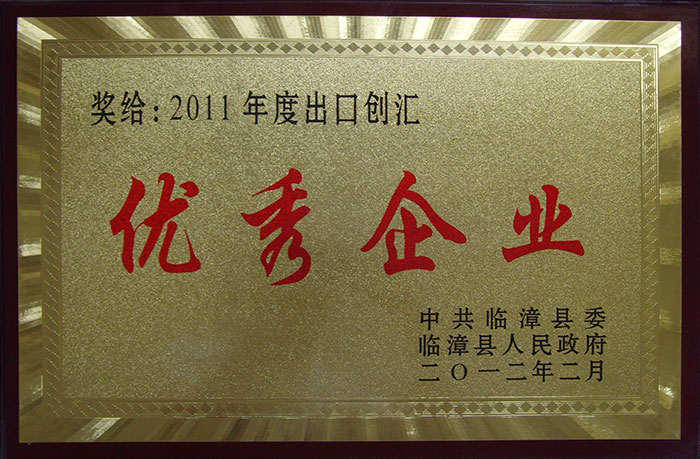 奖给：2011年度出口创汇
优秀企业
中共临漳县委
临漳县人民政府
二〇一二年二月